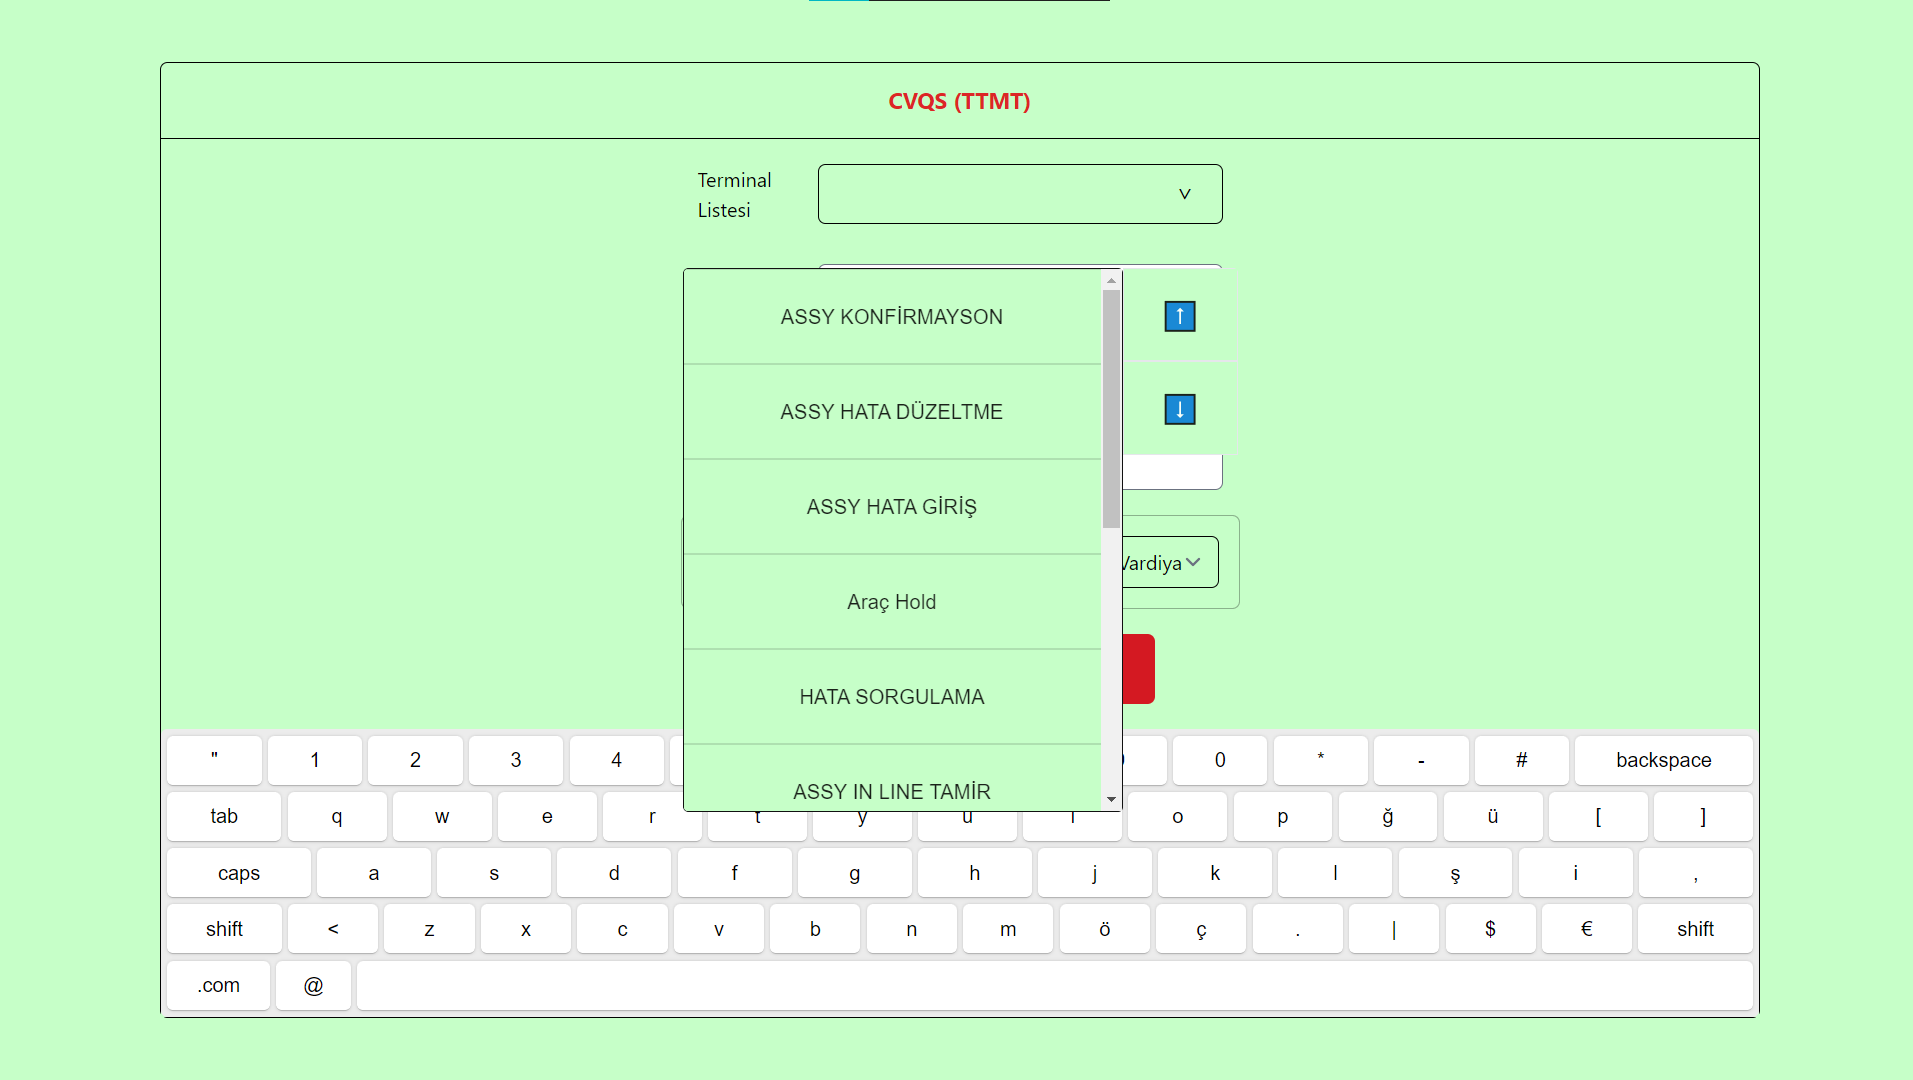 CVQS (TTMT)
Terminal
Listesi
ASSY KONFİRMAYSON
ASSY HATA DÜZELTME
ASSY HATA GİRİŞ
Araç Hold
HATA SORGULAMA
ASSY IN LINE TAMİR
↑
↓
Vardiya
" 1 2 3 4 0 * - # backspace
tab q w e r t y u o p ğ ü [ ]
caps a s d f g h j k l ş i ,
shift < z x c v b n m ö ç . | $ € shift
.com @